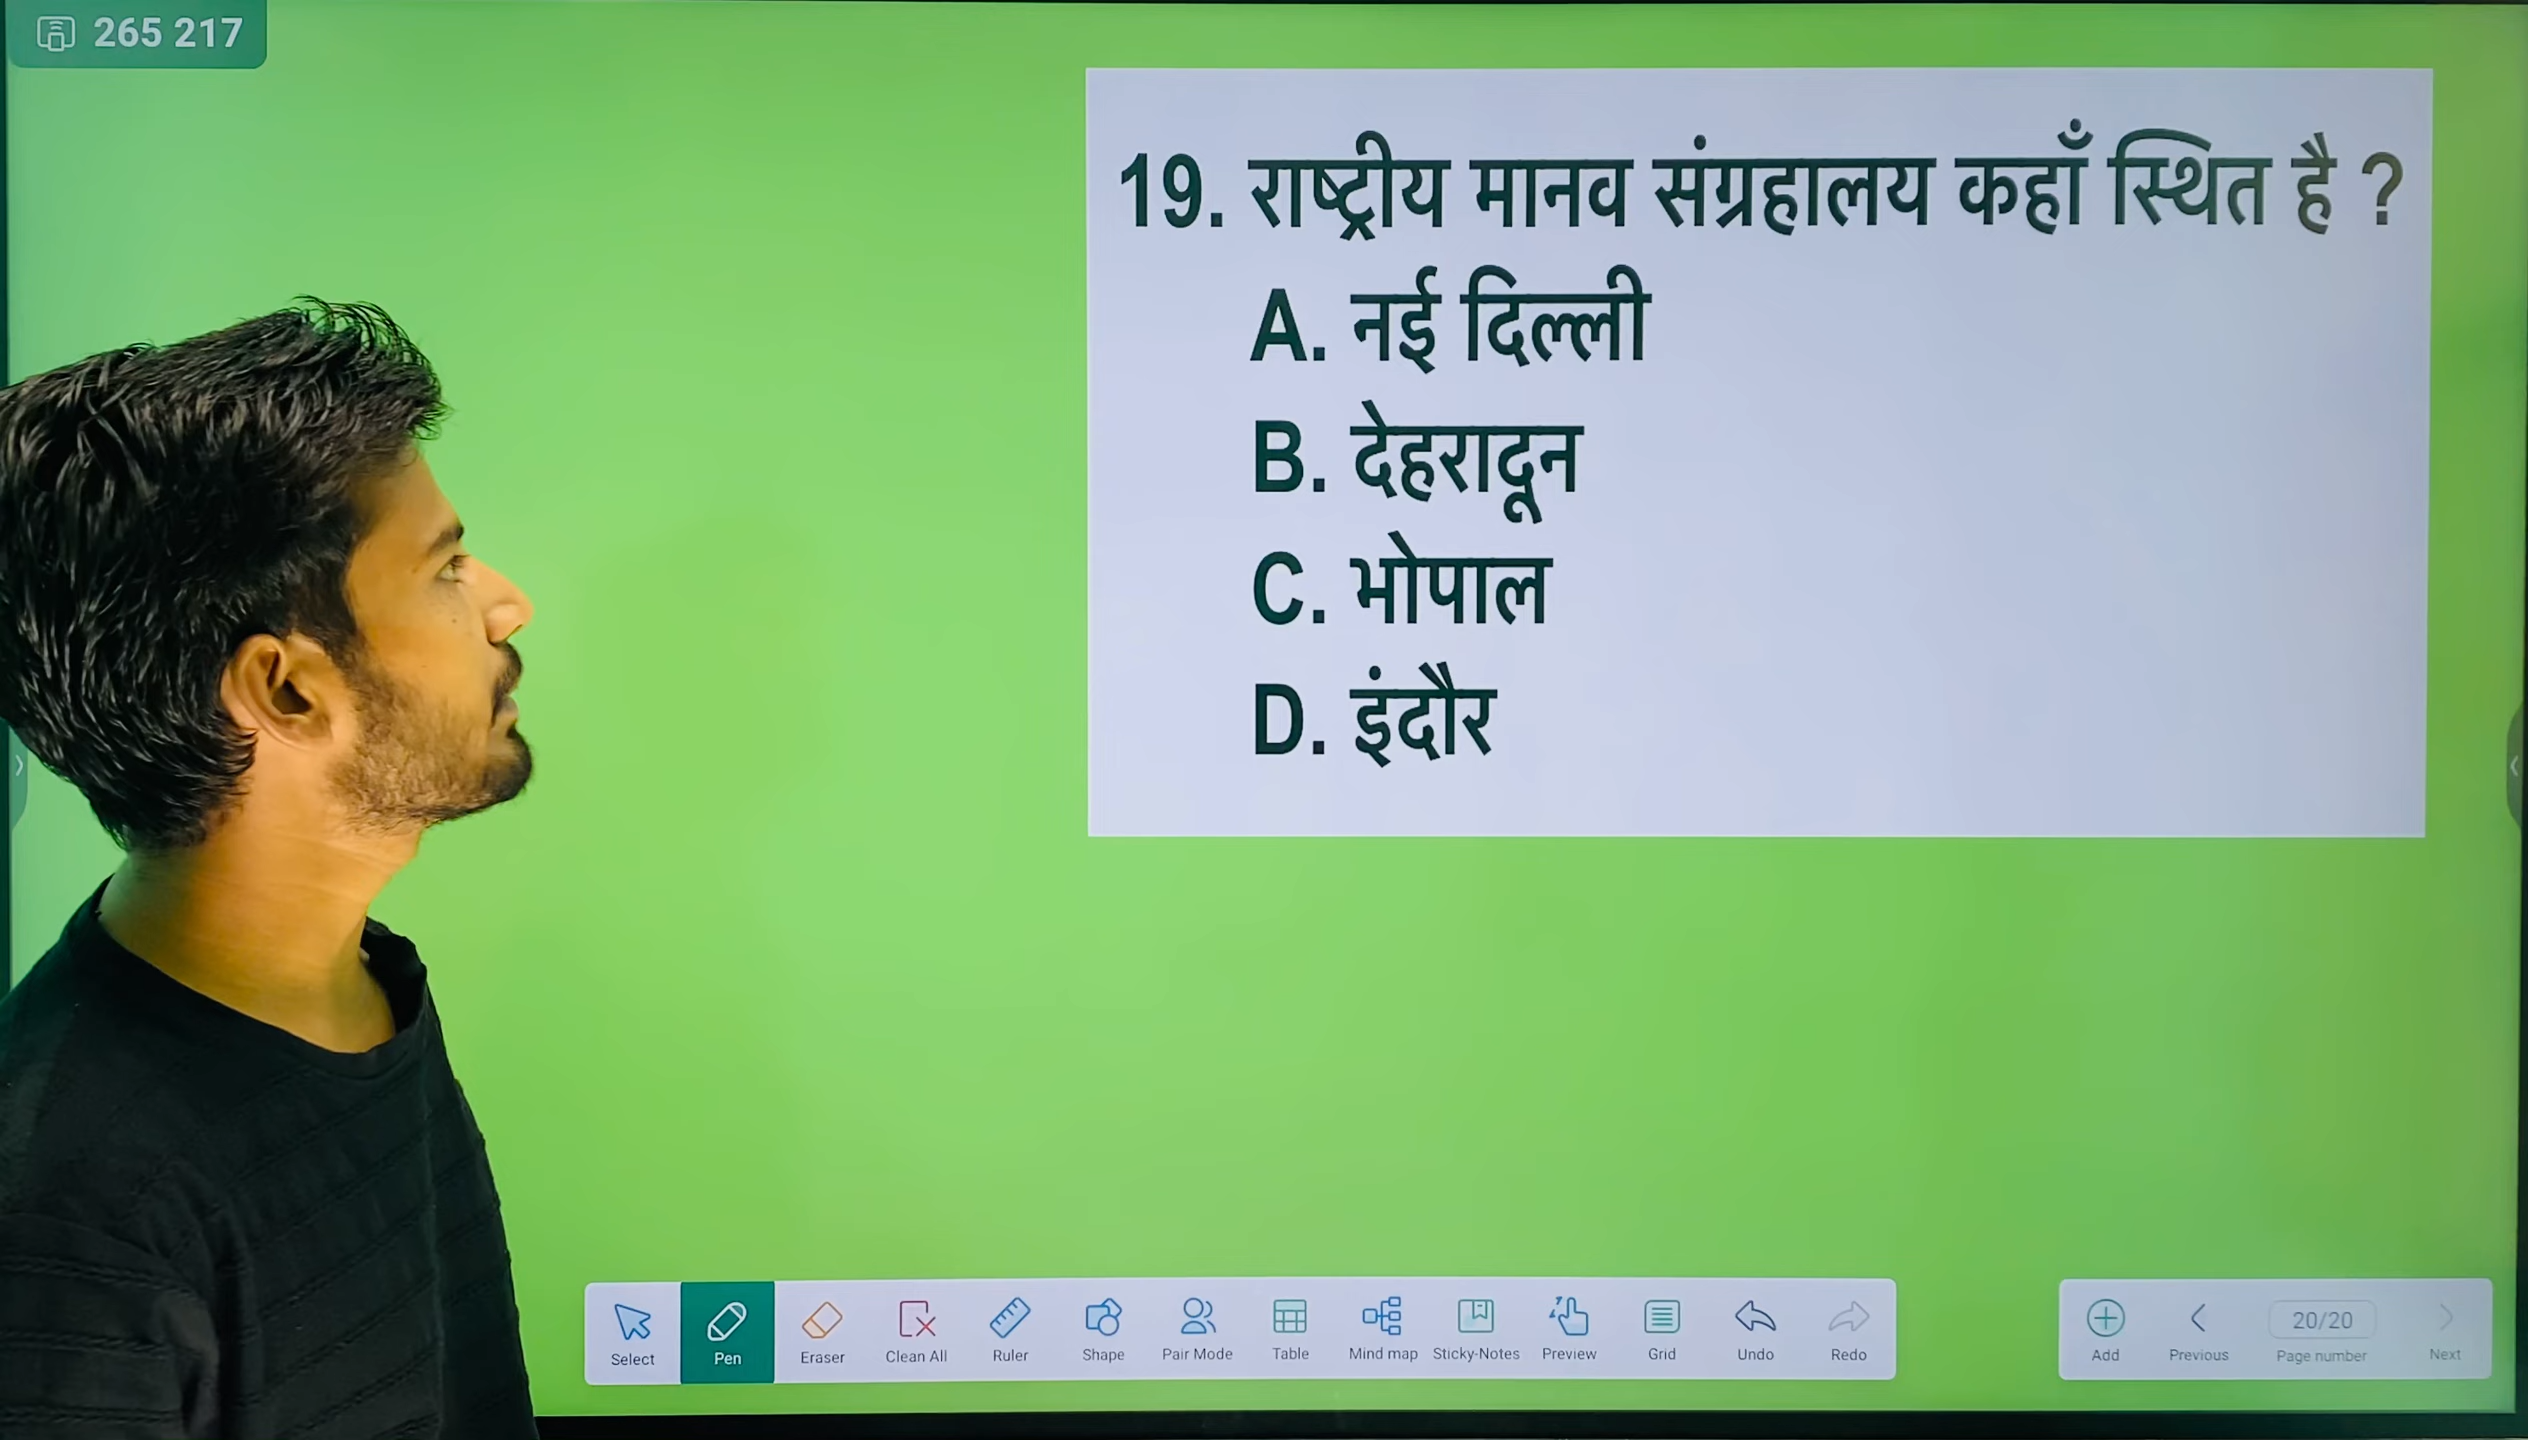 265 217
19. राष्ट्रीय मानव संग्रहालय कहाँ स्थित है ?
A. नई दिल्ली
B. देहरादून
C. भोपाल
D. इंदौर
Select Pen Eraser Clean All Ruler Shape Pair Mode Table Mind map Sticky-Notes Preview Grid Undo Redo
20/20
Add Previous Page number Next